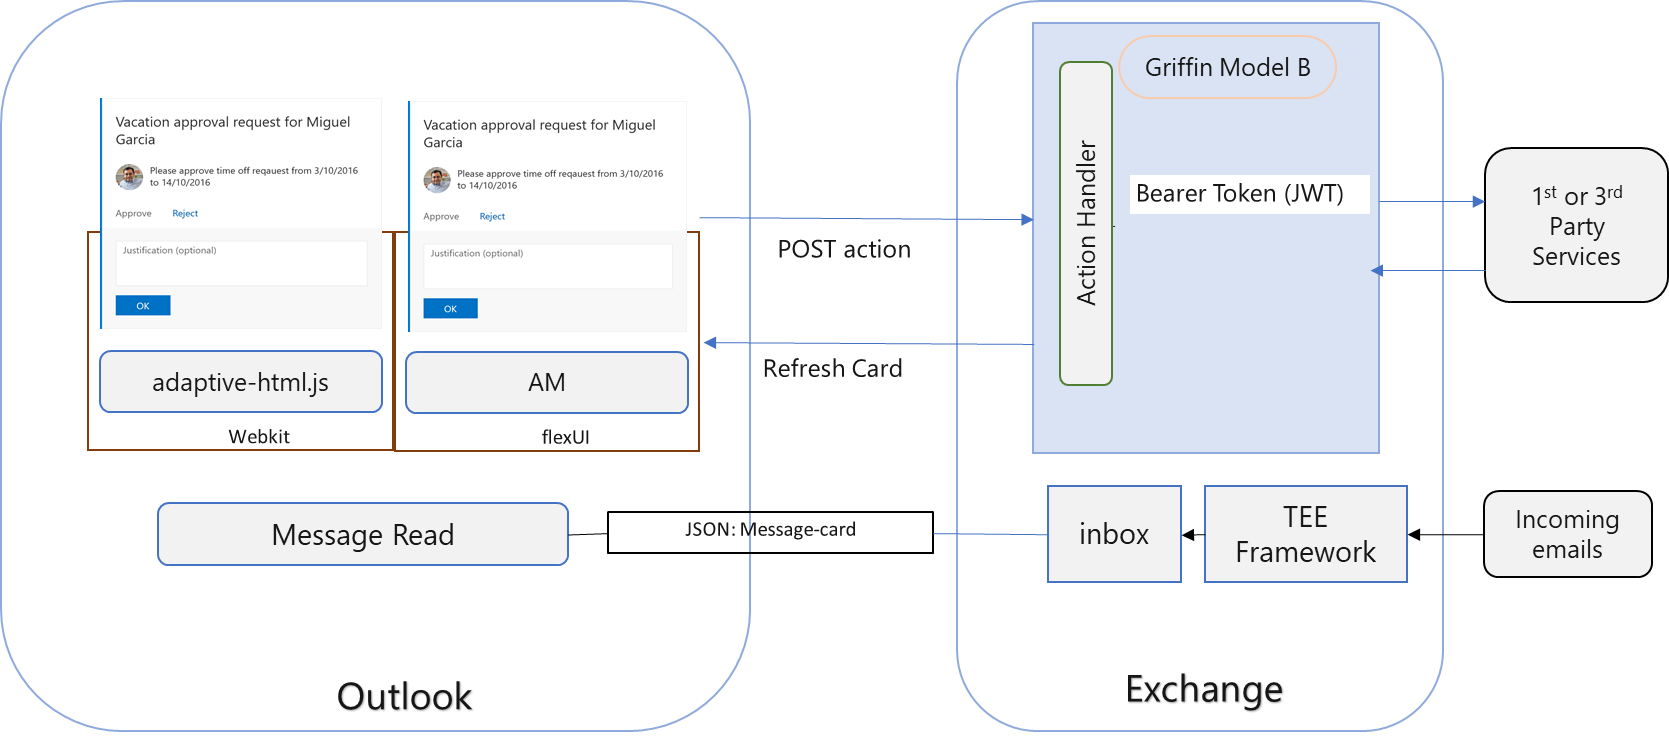 Vacation approval request for Miguel
Garcia
Please approve time off reqauest from 3/10/2016
to 14/10/2016
Approve Reject
Justification (optional)
OK
adaptive-html.js
Webkit
Vacation approval request for Miguel
Garcia
Please approve time off reqauest from 3/10/2016
to 14/10/2016
Approve Reject
Justification (optional)
OK
AM
flexUI
POST action
Refresh Card
Griffin Model B
Action Handler
Bearer Token (JWT)
1st or 3rd
Party
Services
Message Read
JSON: Message-card
inbox
TEE
Framework
Incoming
emails
Outlook
Exchange